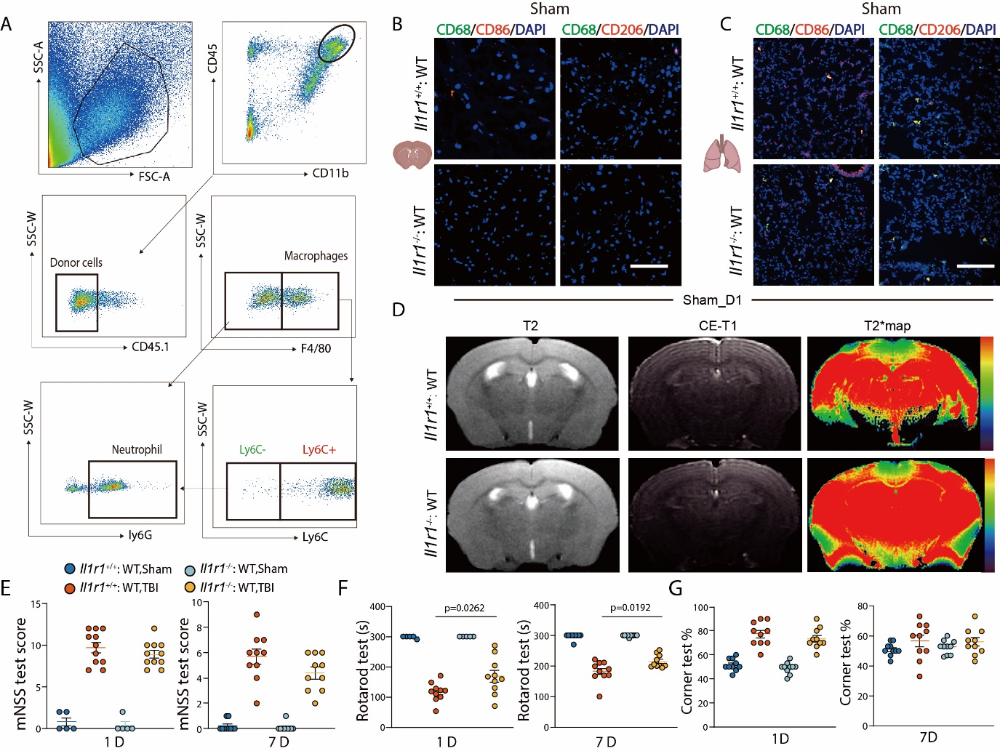 A
SSC-A
FSC-A
CD45
CD11b
SSC-W
Donor cells
CD45.1
SSC-W
Macrophages
F4/80
SSC-W
Neutrophil
ly6G
SSC-W
Ly6C-
Ly6C+
Ly6C
B
Sham
CD68/CD86/DAPI
CD68/CD206/DAPI
Il1r1+/+: WT
Il1r1-/-: WT
C
Sham
CD68/CD86/DAPI
CD68/CD206/DAPI
Il1r1+/+: WT
Il1r1-/-: WT
D
Sham_D1
T2
CE-T1
T2*map
Il1r1+/+: WT
Il1r1-/-: WT
Il1r1+/+: WT,Sham
Il1r1-/-: WT,Sham
Il1r1+/+: WT,TBI
Il1r1-/-: WT,TBI
E
mNSS test score
15
10
5
0
1 D
mNSS test score
10
8
6
4
2
0
7 D
F
Rotarod test (s)
400
300
200
100
0
p=0.0262
1 D
Rotarod test (s)
400
300
200
100
0
p=0.0192
7 D
G
Corner test %
100
80
60
40
20
0
1D
Corner test %
80
60
40
20
0
7D